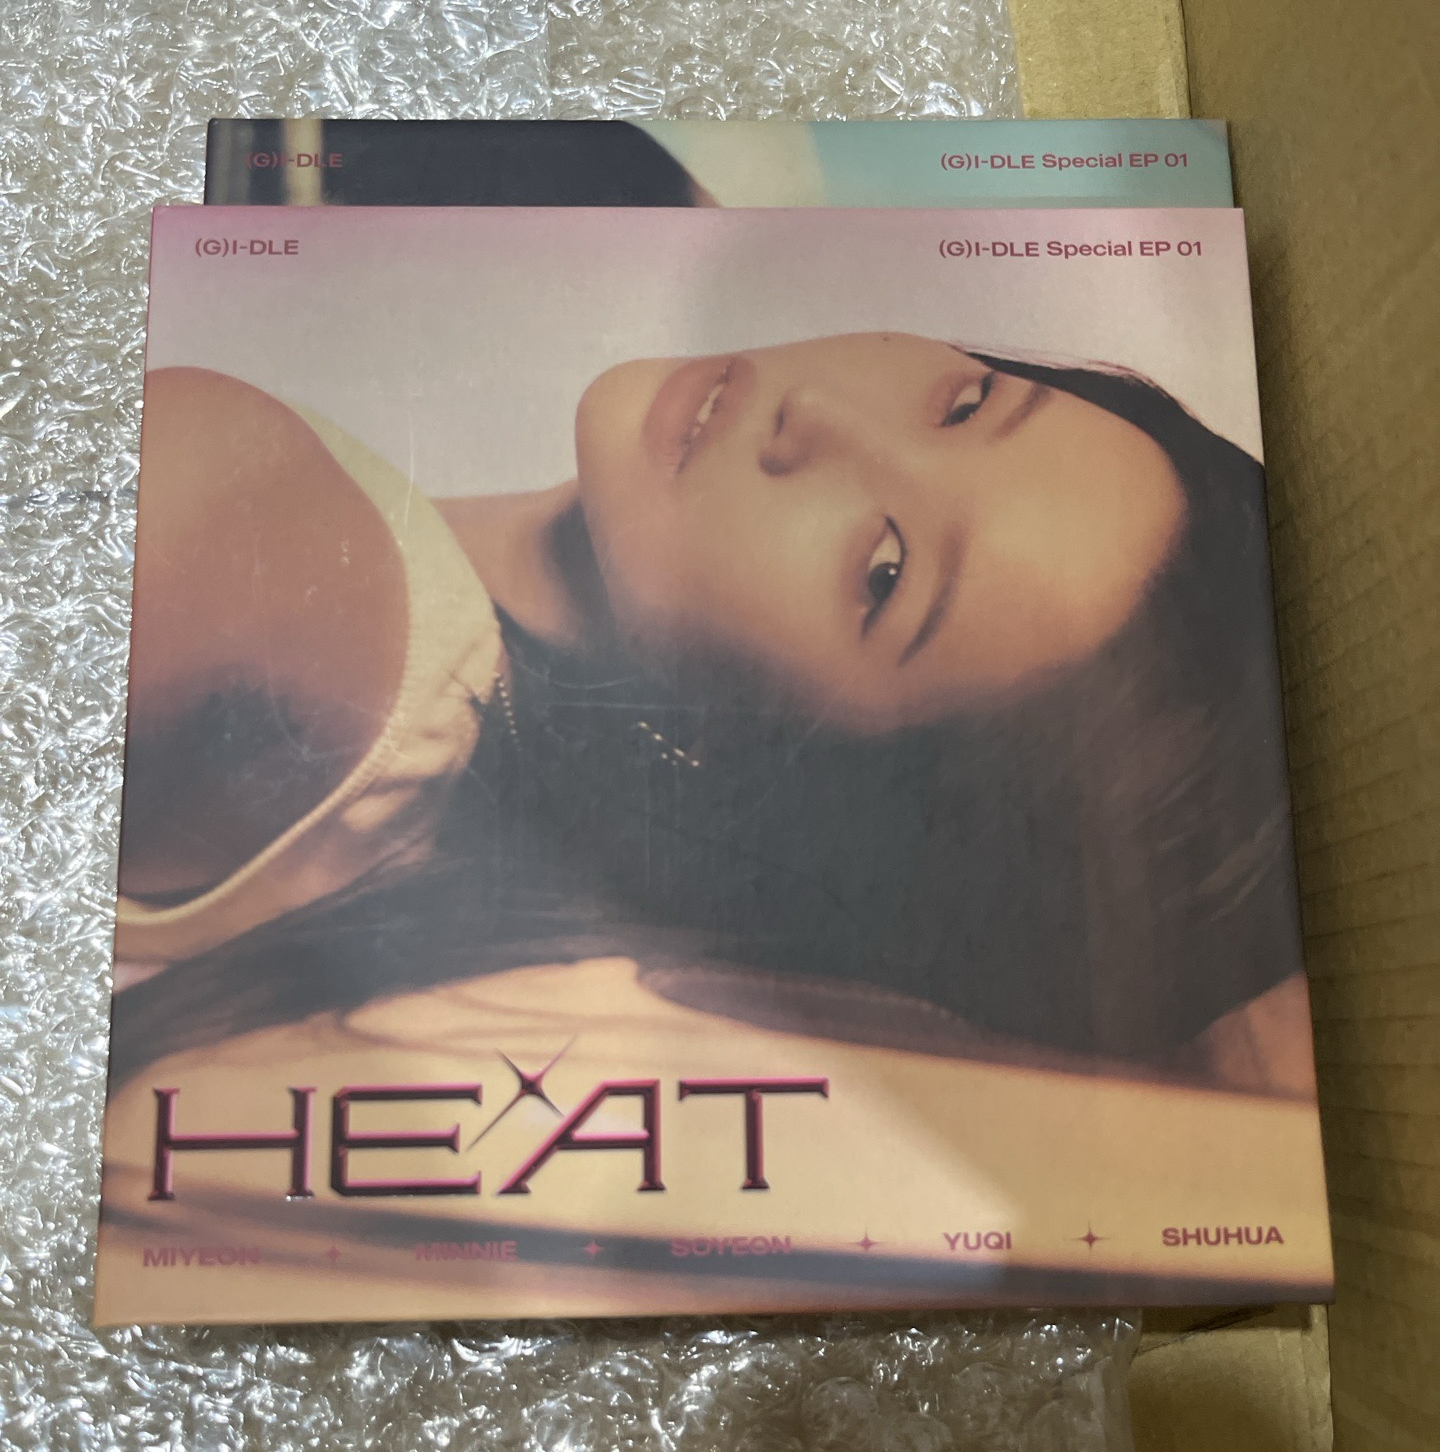 (G)I-DLE (G)I-DLE Special EP 01
(G)I-DLE (G)I-DLE Special EP 01
HEAT
MIYEON MINNIE SOYEON YUQI SHUHUA